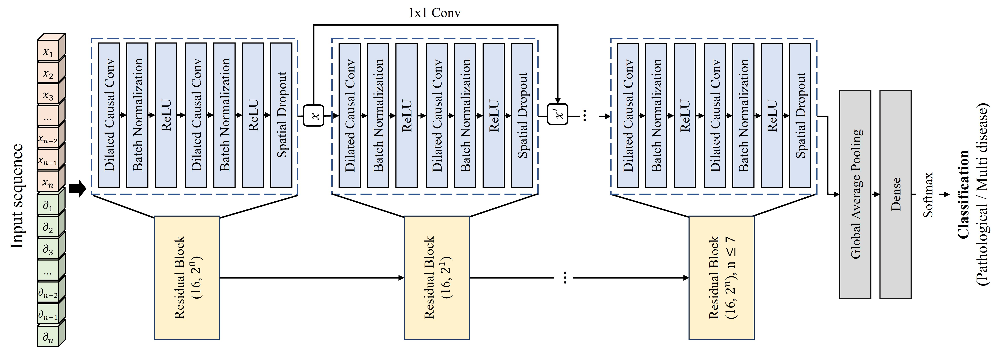 1x1 Conv
Input sequence
x₁
x₂
x₃
...
xₙ₋₂
xₙ₋₁
xₙ
∂₁
∂₂
∂₃
...
∂ₙ₋₂
∂ₙ₋₁
∂ₙ
Dilated Causal Conv
Batch Normalization
ReLU
Dilated Causal Conv
Batch Normalization
ReLU
Spatial Dropout
x
Dilated Causal Conv
Batch Normalization
ReLU
Dilated Causal Conv
Batch Normalization
ReLU
Spatial Dropout
x′
...
Dilated Causal Conv
Batch Normalization
ReLU
Dilated Causal Conv
Batch Normalization
ReLU
Spatial Dropout
Residual Block
(16, 2⁰)
Residual Block
(16, 2¹)
...
Residual Block
(16, 2ⁿ), n ≤ 7
Global Average Pooling
Dense
Softmax
Classification
(Pathological / Multi disease)